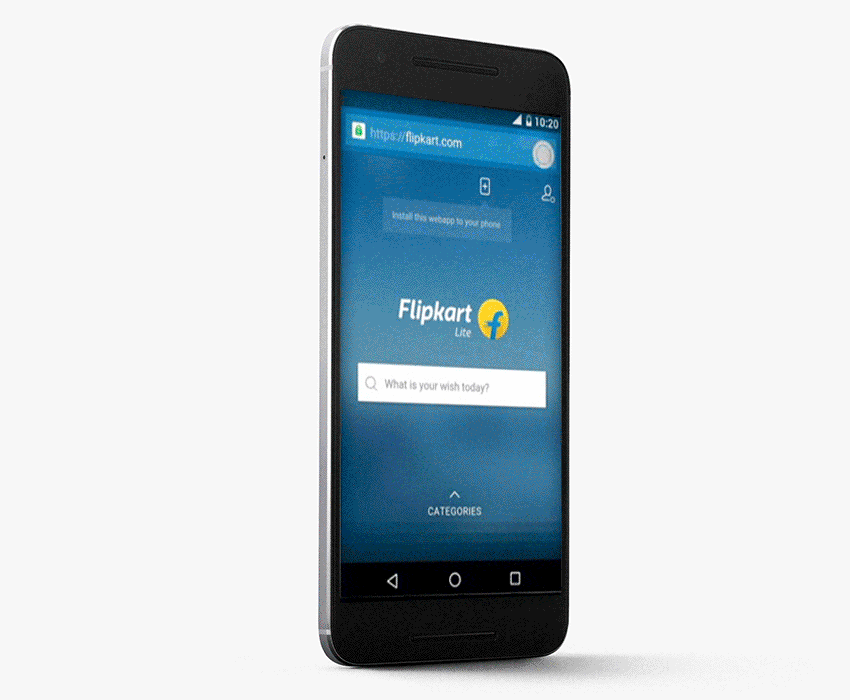 10:20
https://flipkart.com
Install this webapp to your phone
Flipkart
Lite
What is your wish today?
CATEGORIES